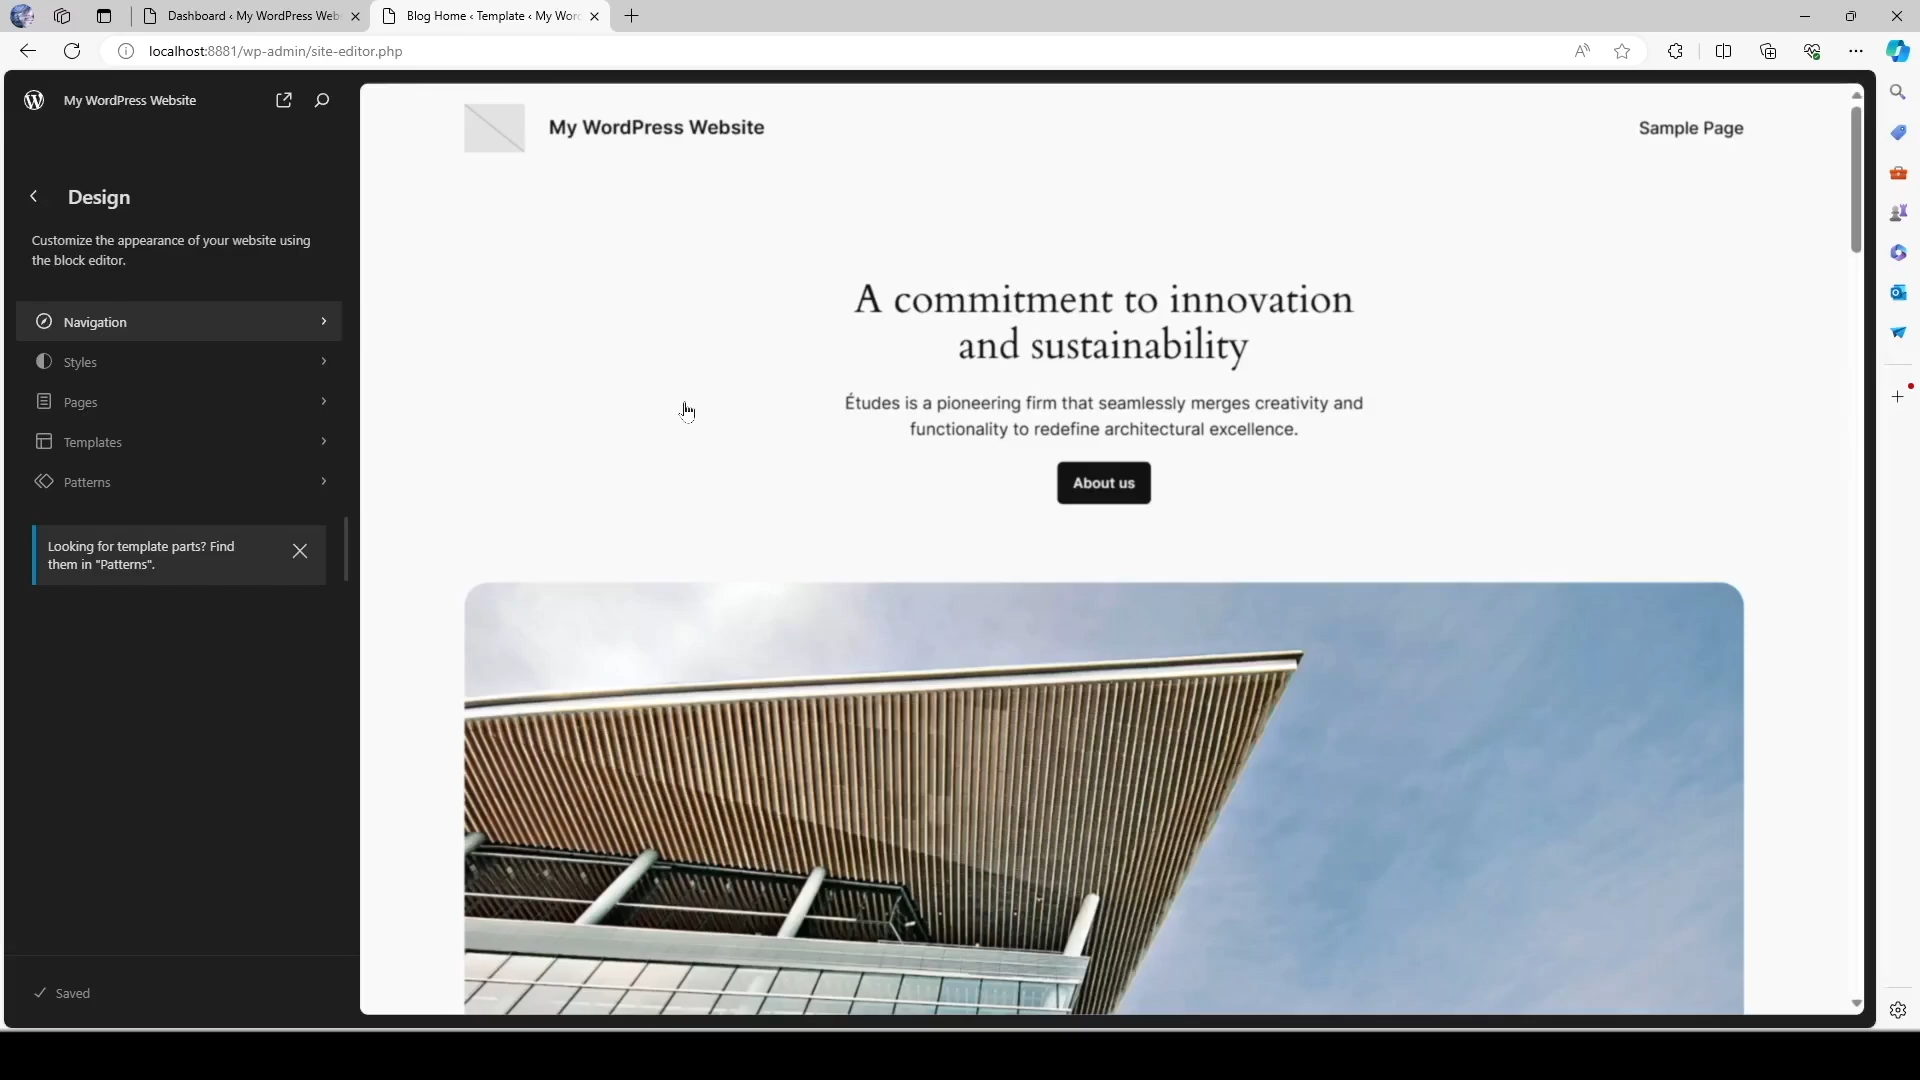 Dashboard ‹ My WordPress Web
Blog Home ‹ Template ‹ My Wor
localhost:8881/wp-admin/site-editor.php
My WordPress Website
Design
Customize the appearance of your website using
the block editor.
Navigation
Styles
Pages
Templates
Patterns
Looking for template parts? Find
them in "Patterns".
Saved
My WordPress Website
Sample Page
A commitment to innovation
and sustainability
Études is a pioneering firm that seamlessly merges creativity and
functionality to redefine architectural excellence.
About us